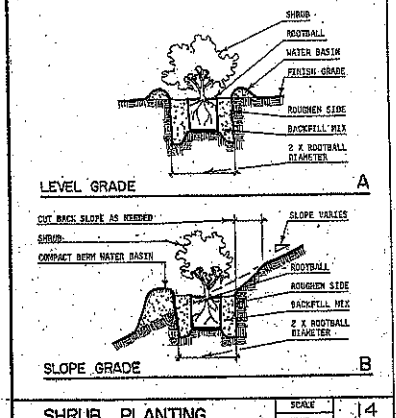 SHRUB
ROOTBALL
WATER BASIN
FINISH GRADE
ROUGHEN SIDE
BACKFILL MIX
2 X ROOTBALL
DIAMETER
LEVEL GRADE
A
CUT BACK SLOPE AS NEEDED
SLOPE VARIES
SHRUB
COMPACT BERM WATER BASIN
ROOTBALL
ROUGHEN SIDE
BACKFILL MIX
2 X ROOTBALL
DIAMETER
SLOPE GRADE
B
SHRUB PLANTING
SCALE
14